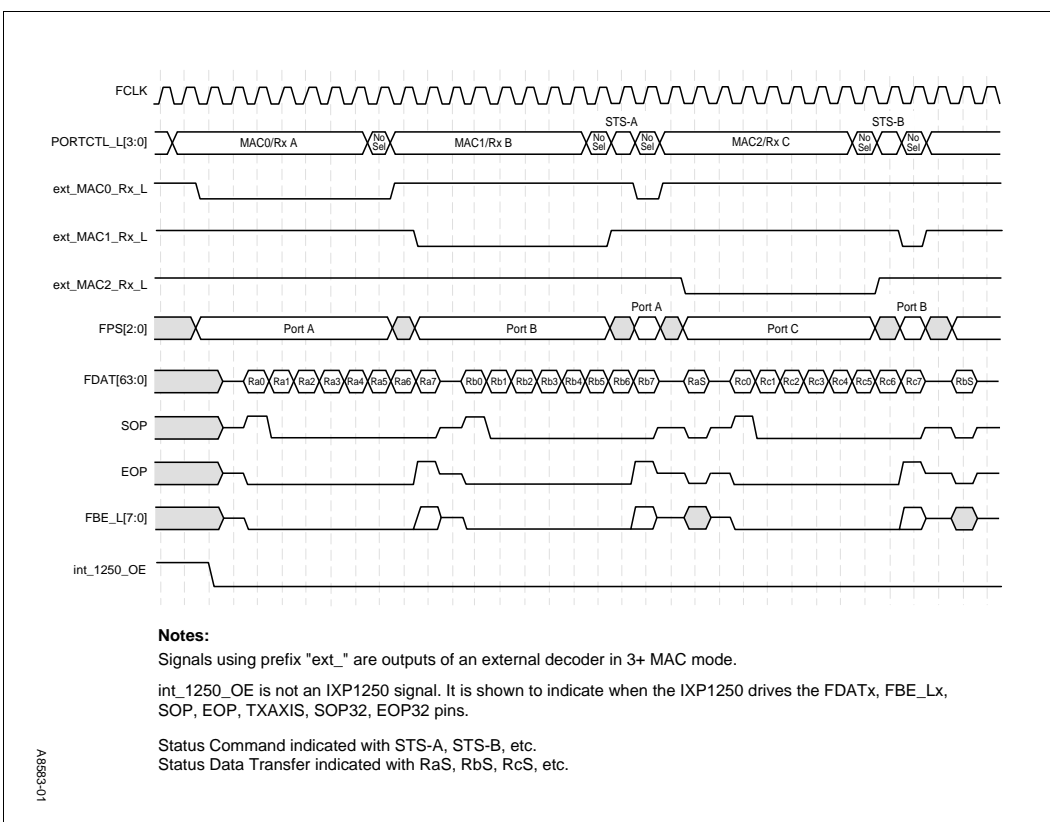 FCLK
STS-A STS-B
PORTCTL_L[3:0] MAC0/Rx A No Sel MAC1/Rx B No Sel No Sel MAC2/Rx C No Sel No Sel
ext_MAC0_Rx_L
ext_MAC1_Rx_L
ext_MAC2_Rx_L
Port A Port B
FPS[2:0] Port A Port B Port C
FDAT[63:0] Ra0 Ra1 Ra2 Ra3 Ra4 Ra5 Ra6 Ra7 Rb0 Rb1 Rb2 Rb3 Rb4 Rb5 Rb6 Rb7 RaS Rc0 Rc1 Rc2 Rc3 Rc4 Rc5 Rc6 Rc7 RbS
SOP
EOP
FBE_L[7:0]
int_1250_OE
Notes:
Signals using prefix "ext_" are outputs of an external decoder in 3+ MAC mode.
int_1250_OE is not an IXP1250 signal. It is shown to indicate when the IXP1250 drives the FDATx, FBE_Lx,
SOP, EOP, TXAXIS, SOP32, EOP32 pins.
Status Command indicated with STS-A, STS-B, etc.
Status Data Transfer indicated with RaS, RbS, RcS, etc.
A8583-01